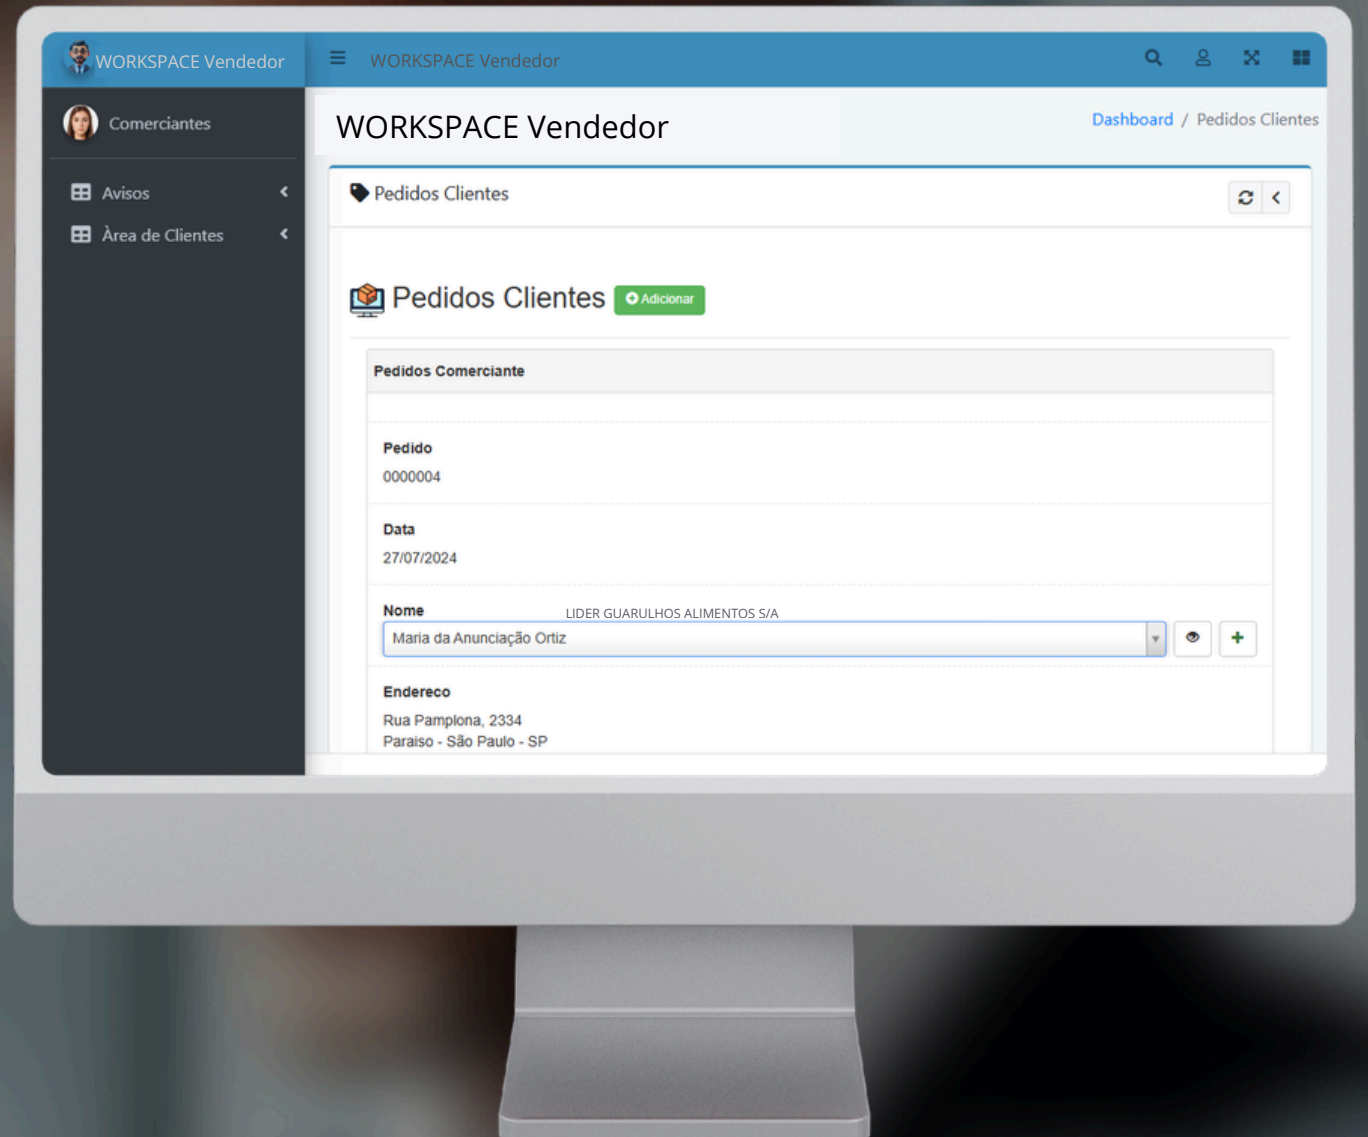 WORKSPACE Vendedor
WORKSPACE Vendedor
Comerciantes
WORKSPACE Vendedor
Dashboard / Pedidos Clientes
Avisos
Àrea de Clientes
Pedidos Clientes
Pedidos Clientes
Adicionar
Pedidos Comerciante
Pedido
0000004
Data
27/07/2024
Nome
LIDER GUARULHOS ALIMENTOS S/A
Maria da Anunciação Ortiz
Endereco
Rua Pamplona, 2334
Paraiso - São Paulo - SP